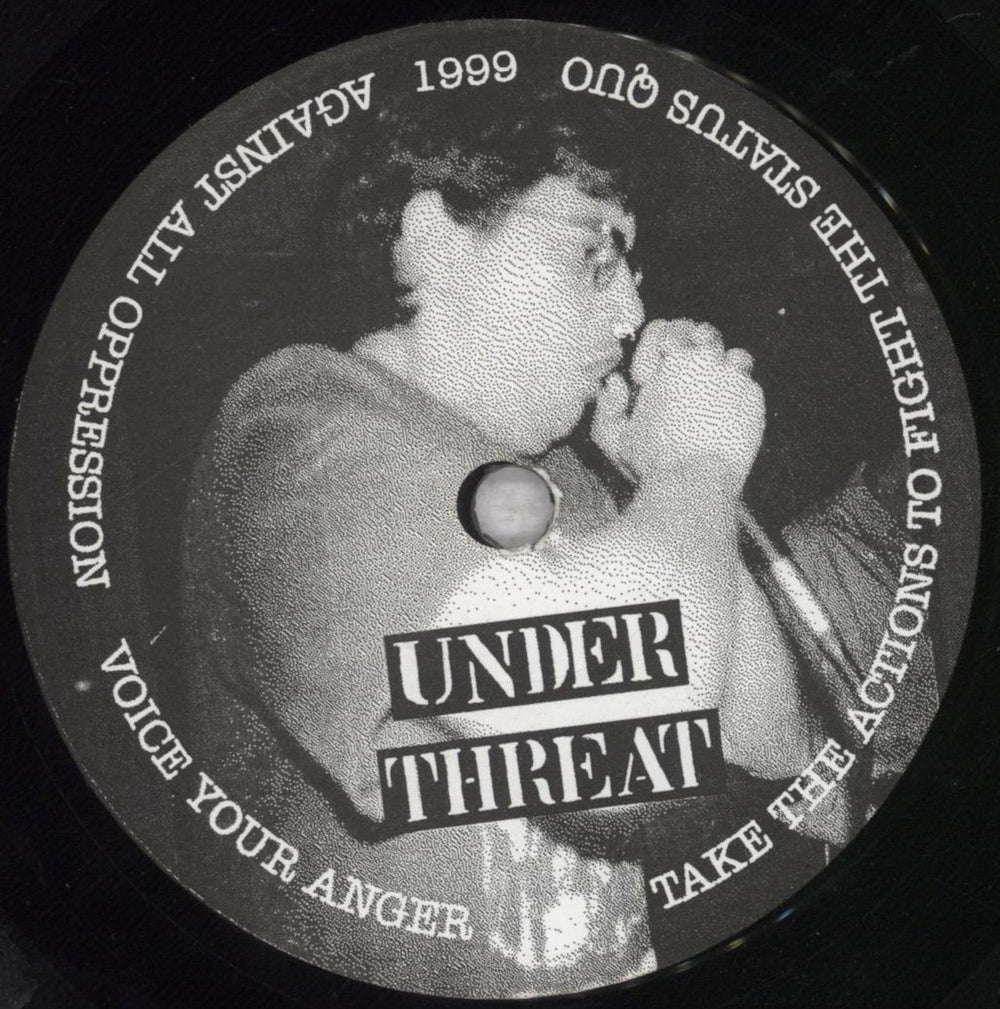 1999
AGAINST ALL OPPRESSION
VOICE YOUR ANGER
TAKE THE ACTIONS TO FIGHT THE STATUS QUO
UNDER
THREAT